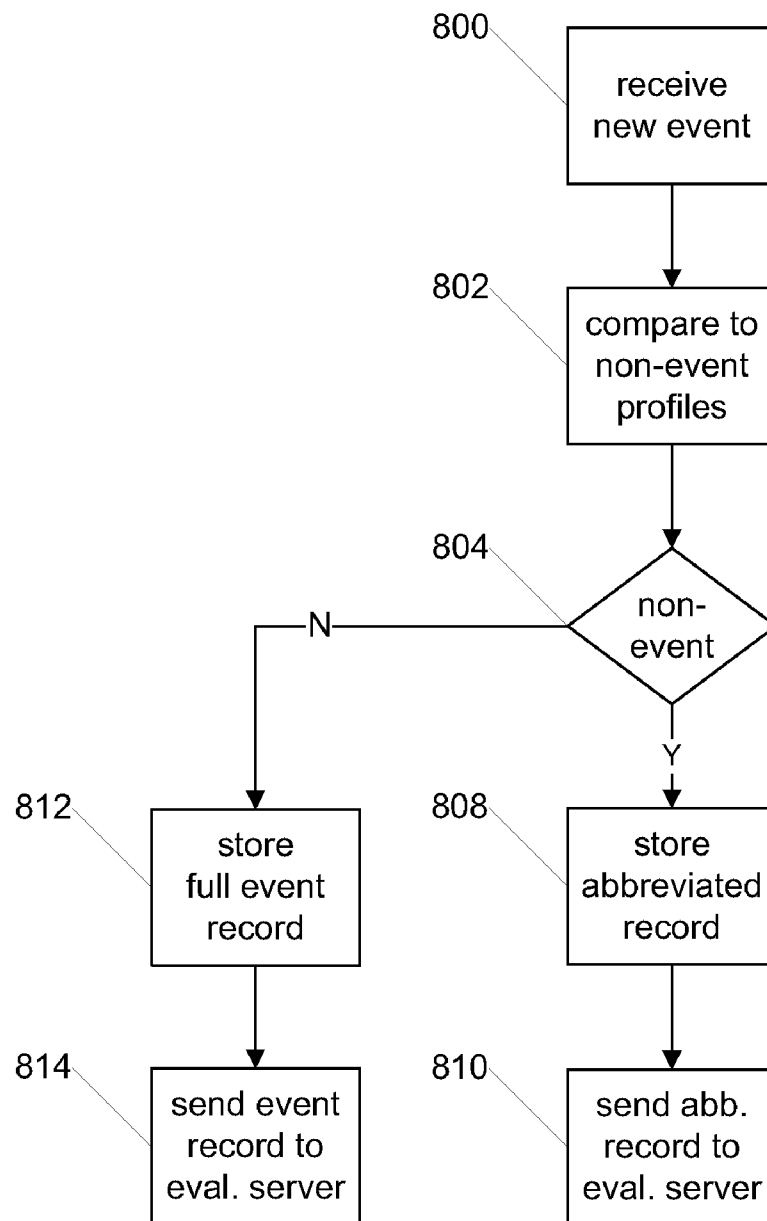 800
receive
new event
802
compare to
non-event
profiles
804
non-
event
N
Y
812
store
full event
record
808
store
abbreviated
record
814
send event
record to
eval. server
810
send abb.
record to
eval. server